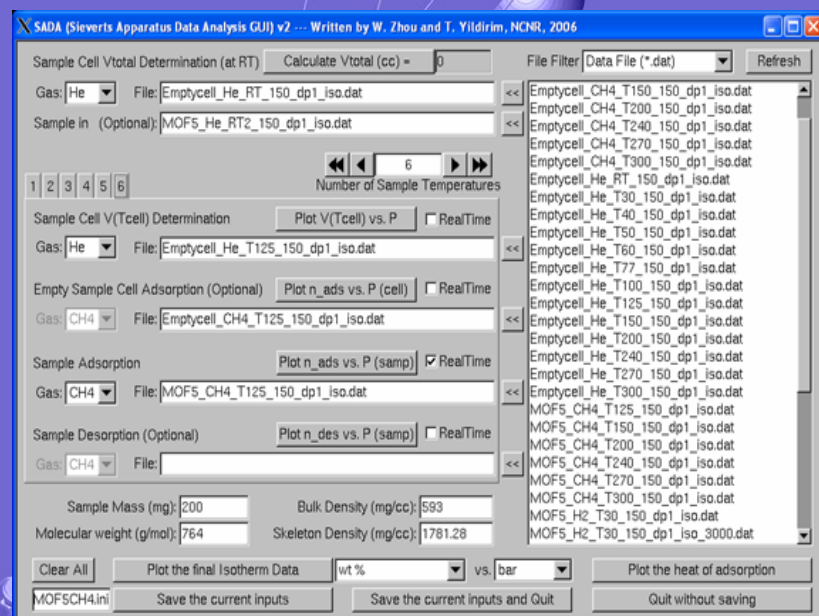 SADA (Sieverts Apparatus Data Analysis GUI) v2 --- Written by W. Zhou and T. Yildirim, NCNR, 2006
Sample Cell Vtotal Determination (at RT) Calculate Vtotal (cc) = 0
Gas: He File: Emptycell_He_RT_150_dp1_iso.dat <<
Sample in (Optional): MOF5_He_RT2_150_dp1_iso.dat <<
6
Number of Sample Temperatures
1 2 3 4 5 6
Sample Cell V(Tcell) Determination Plot V(Tcell) vs. P RealTime
Gas: He File: Emptycell_He_T125_150_dp1_iso.dat <<
Empty Sample Cell Adsorption (Optional) Plot n_ads vs. P (cell) RealTime
Gas: CH4 File: Emptycell_CH4_T125_150_dp1_iso.dat <<
Sample Adsorption Plot n_ads vs. P (samp) RealTime
Gas: CH4 File: MOF5_CH4_T125_150_dp1_iso.dat <<
Sample Desorption (Optional) Plot n_des vs. P (samp) RealTime
Gas: CH4 File: <<
Sample Mass (mg): 200 Bulk Density (mg/cc): 593
Molecular weight (g/mol): 764 Skeleton Density (mg/cc): 1781.28
File Filter Data File (*.dat) Refresh
Emptycell_CH4_T150_150_dp1_iso.dat
Emptycell_CH4_T200_150_dp1_iso.dat
Emptycell_CH4_T240_150_dp1_iso.dat
Emptycell_CH4_T270_150_dp1_iso.dat
Emptycell_CH4_T300_150_dp1_iso.dat
Emptycell_He_RT_150_dp1_iso.dat
Emptycell_He_T30_150_dp1_iso.dat
Emptycell_He_T40_150_dp1_iso.dat
Emptycell_He_T50_150_dp1_iso.dat
Emptycell_He_T60_150_dp1_iso.dat
Emptycell_He_T77_150_dp1_iso.dat
Emptycell_He_T100_150_dp1_iso.dat
Emptycell_He_T125_150_dp1_iso.dat
Emptycell_He_T150_150_dp1_iso.dat
Emptycell_He_T200_150_dp1_iso.dat
Emptycell_He_T240_150_dp1_iso.dat
Emptycell_He_T270_150_dp1_iso.dat
Emptycell_He_T300_150_dp1_iso.dat
MOF5_CH4_T125_150_dp1_iso.dat
MOF5_CH4_T150_150_dp1_iso.dat
MOF5_CH4_T200_150_dp1_iso.dat
MOF5_CH4_T240_150_dp1_iso.dat
MOF5_CH4_T270_150_dp1_iso.dat
MOF5_CH4_T300_150_dp1_iso.dat
MOF5_H2_T30_150_dp1_iso.dat
MOF5_H2_T30_150_dp1_iso_3000.dat
Clear All Plot the final Isotherm Data wt % vs. bar Plot the heat of adsorption
MOF5CH4.ini Save the current inputs Save the current inputs and Quit Quit without saving